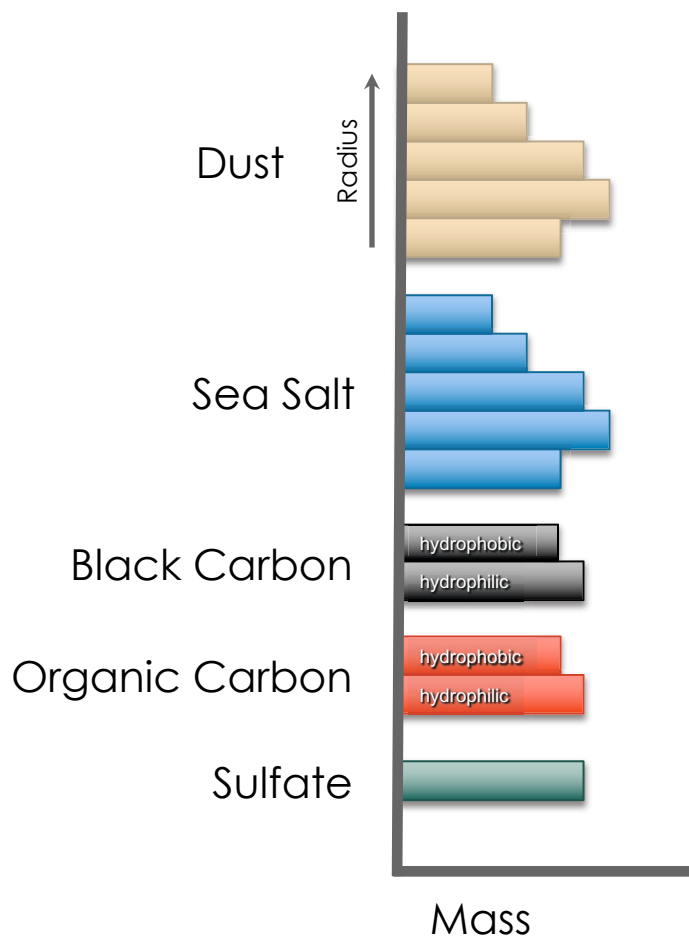 Dust
Radius
Sea Salt
Black Carbon
hydrophobic
hydrophilic
Organic Carbon
hydrophobic
hydrophilic
Sulfate
Mass